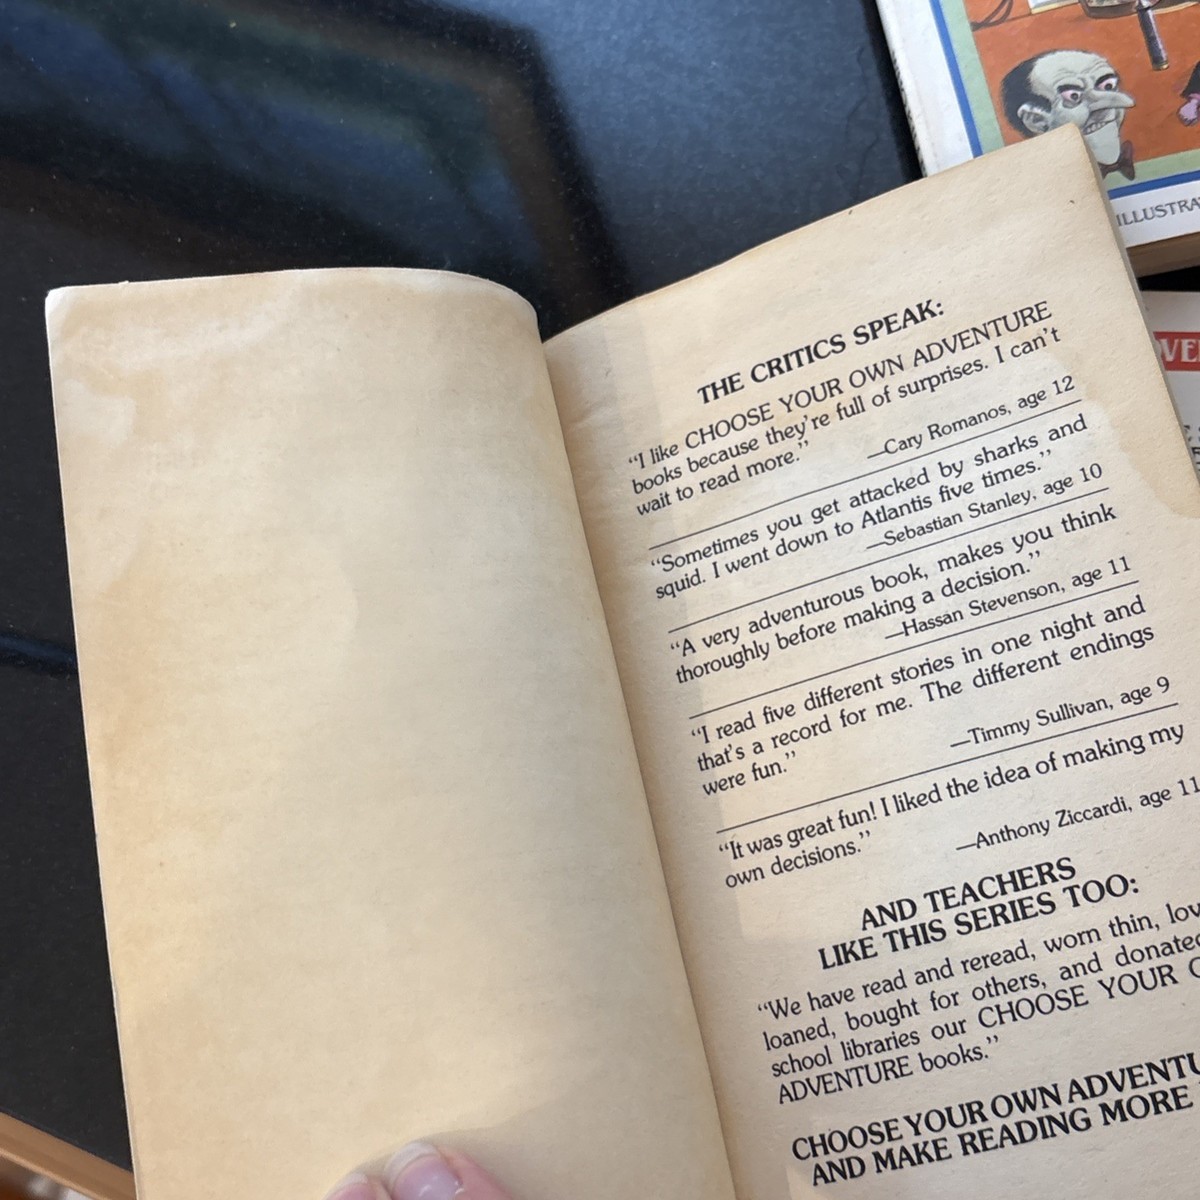 THE CRITICS SPEAK:
“I like CHOOSE YOUR OWN ADVENTURE
books because they’re full of surprises. I can’t
wait to read more.”
—Cary Romanos, age 12
“Sometimes you get attacked by sharks and
squid. I went down to Atlantis five times.”
—Sebastian Stanley, age 10
“A very adventurous book, makes you think
thoroughly before making a decision.”
—Hassan Stevenson, age 11
“I read five different stories in one night and
that’s a record for me. The different endings
were fun.”
—Timmy Sullivan, age 9
“It was great fun! I liked the idea of making my
own decisions.”
—Anthony Ziccardi, age 11
AND TEACHERS
LIKE THIS SERIES TOO:
“We have read and reread, worn thin, lov
loaned, bought for others, and donated
school libraries our CHOOSE YOUR O
ADVENTURE books.”
CHOOSE YOUR OWN ADVENTU
AND MAKE READING MORE
ILLUSTRA
VE